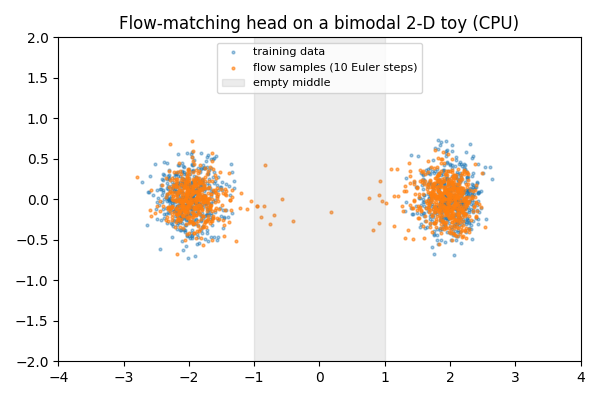 Flow-matching head on a bimodal 2-D toy (CPU)
training data
flow samples (10 Euler steps)
empty middle
2.0
1.5
1.0
0.5
0.0
−0.5
−1.0
−1.5
−2.0
−4 −3 −2 −1 0 1 2 3 4